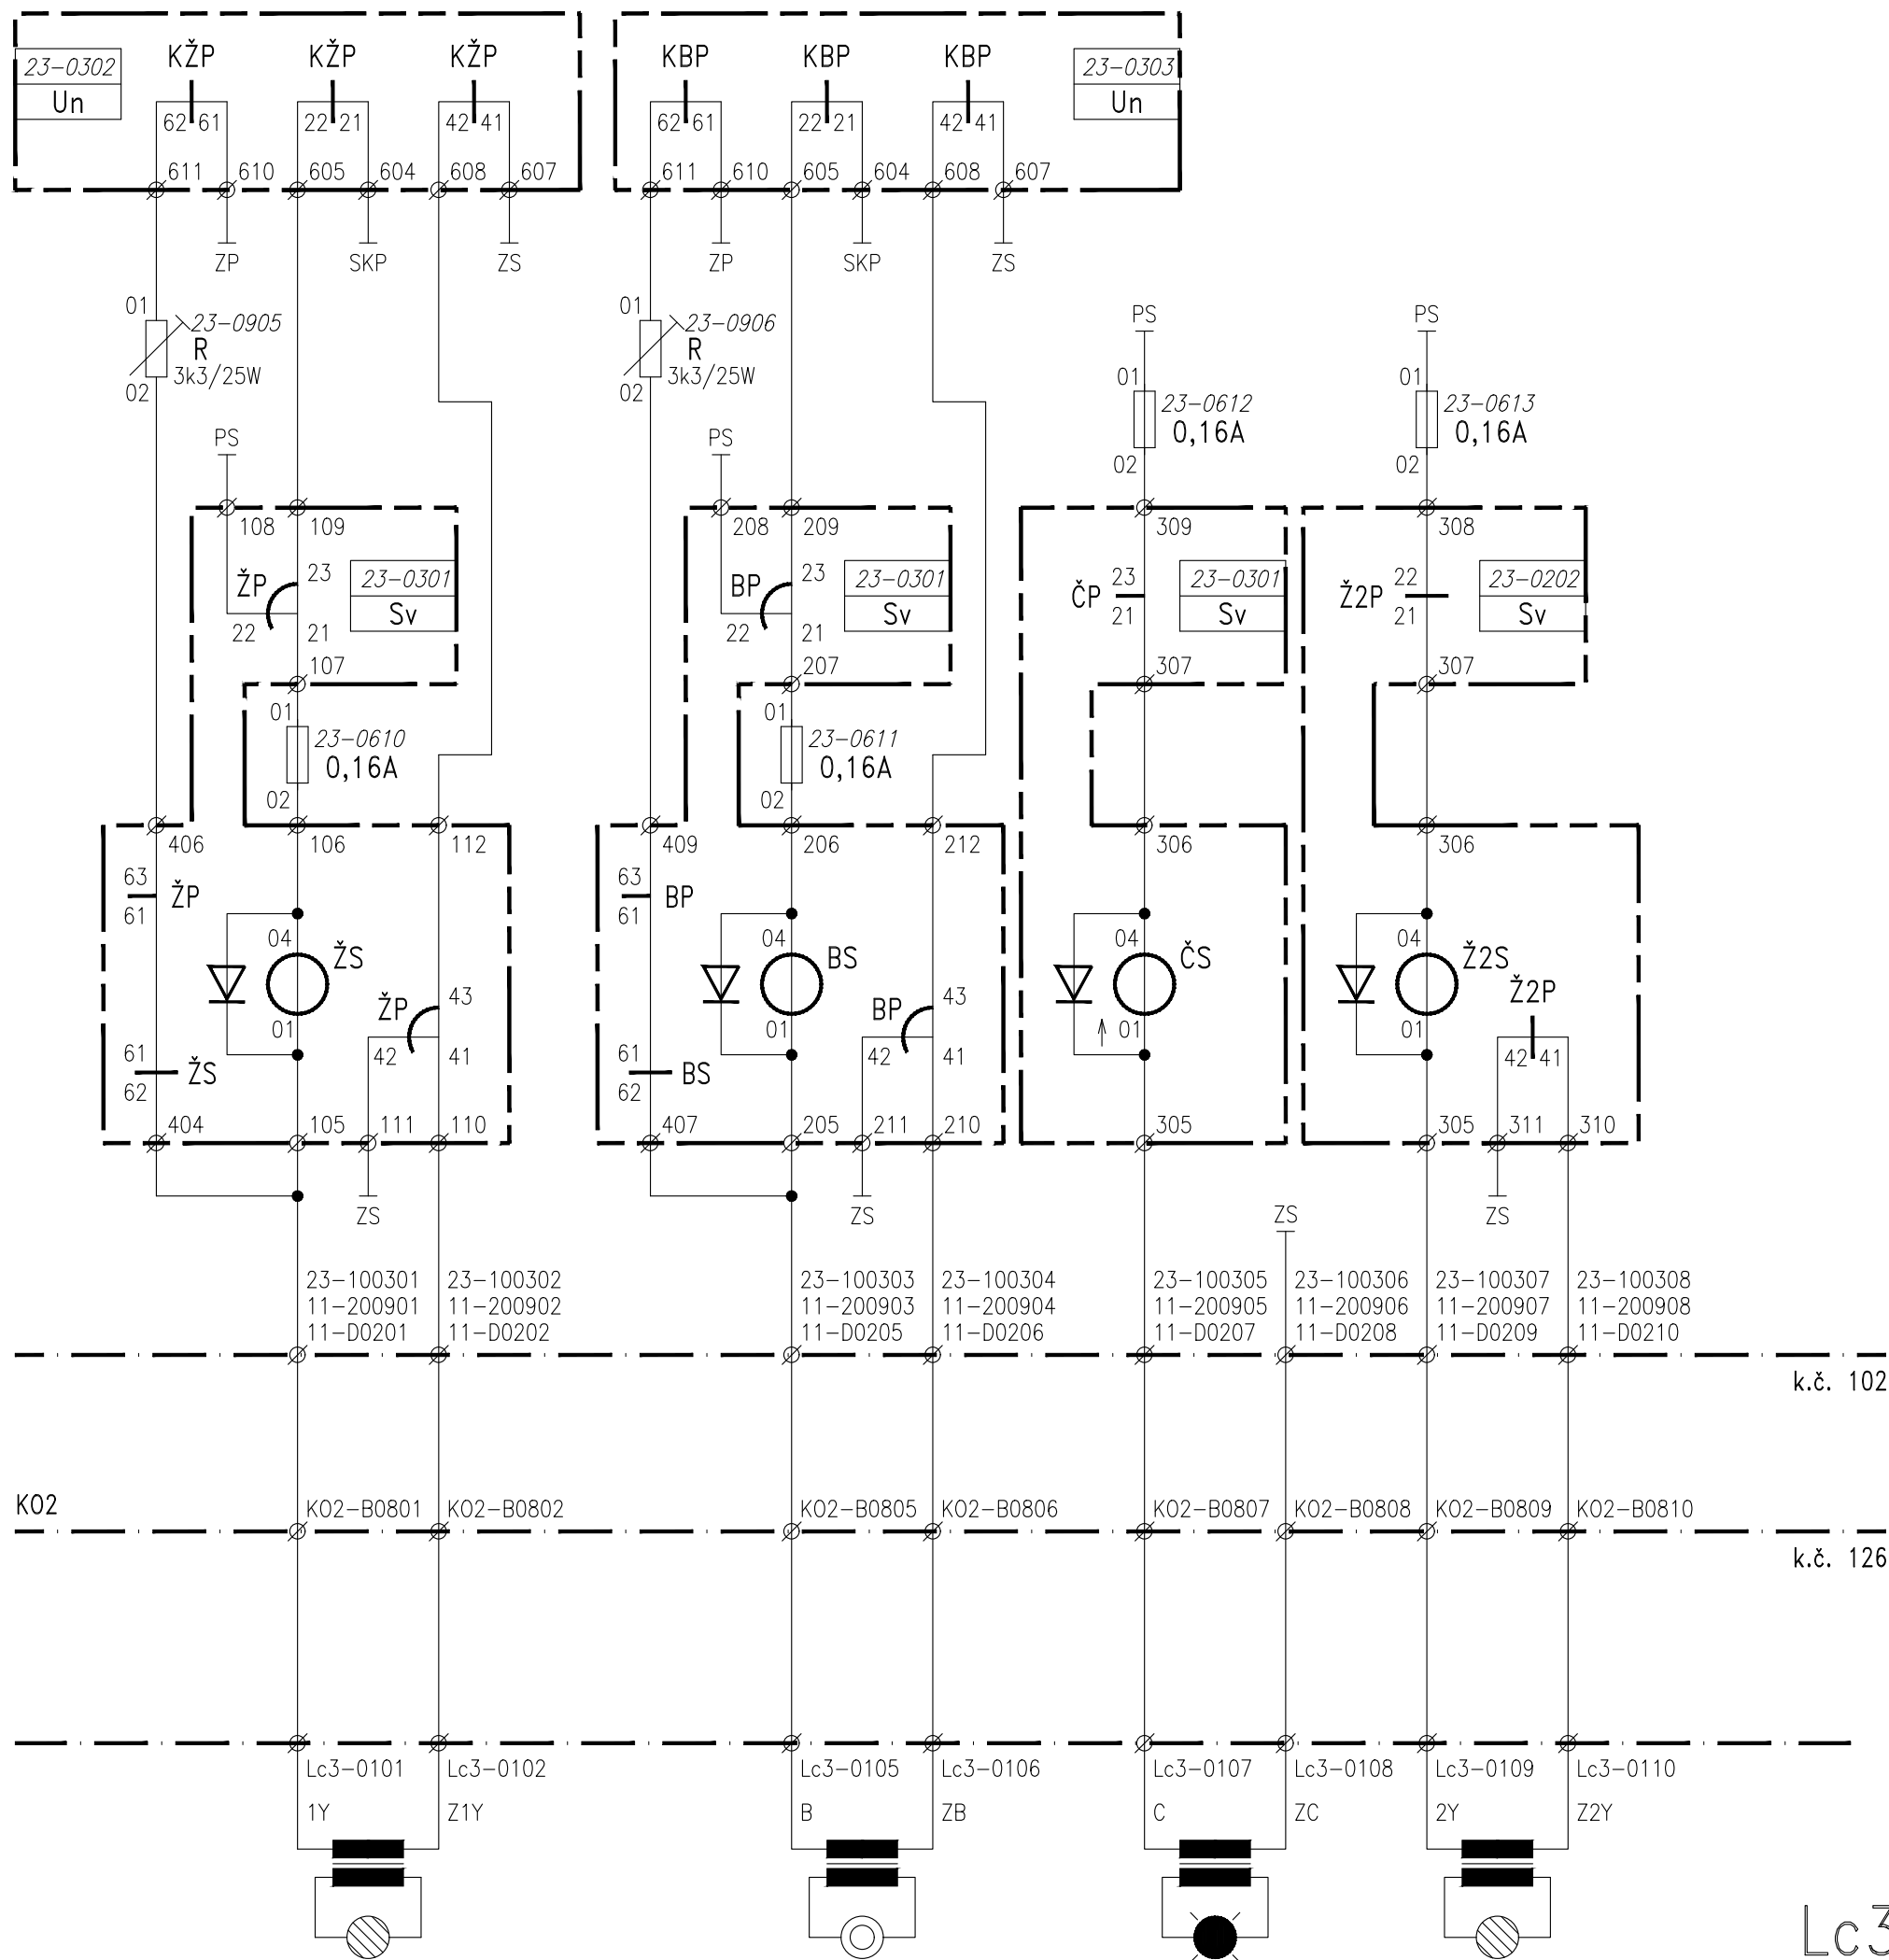 KŽP KŽP KŽP KBP KBP KBP
23-0302 23-0303
Un Un
62 61 22 21 42 41 62 61 22 21 42 41
611 610 605 604 608 607 611 610 605 604 608 607
ZP SKP ZS ZP SKP ZS
01 01 PS PS
23-0905 23-0906
R R
3k3/25W 3k3/25W
02 02 01 01
23-0612 23-0613
0,16A 0,16A
PS PS
02 02
108 109 208 209 309 308
23 23 23 22
ŽP 23-0301 BP 23-0301 ČP 23-0301 Ž2P 23-0202
Sv Sv Sv Sv
22 21 22 21 21 21
107 207 307 307
01 01
23-0610 23-0611
0,16A 0,16A
02 02
406 106 112 409 206 212 306 306
63 63
ŽP BP
61 61
04 04 04 04
ŽS BS ČS Ž2S
ŽP 43 BP 43 Ž2P
01 01 01 01
61 42 41 61 42 41 42 41
ŽS BS
62 62
404 105 111 110 407 205 211 210 305 305 311 310
ZS ZS ZS ZS
23-100301 23-100302 23-100303 23-100304 23-100305 23-100306 23-100307 23-100308
11-200901 11-200902 11-200903 11-200904 11-200905 11-200906 11-200907 11-200908
11-D0201 11-D0202 11-D0205 11-D0206 11-D0207 11-D0208 11-D0209 11-D0210
k.č. 102
K02 K02-B0801 K02-B0802 K02-B0805 K02-B0806 K02-B0807 K02-B0808 K02-B0809 K02-B0810
k.č. 126
Lc3-0101 Lc3-0102 Lc3-0105 Lc3-0106 Lc3-0107 Lc3-0108 Lc3-0109 Lc3-0110
1Y Z1Y B ZB C ZC 2Y Z2Y
Lc3